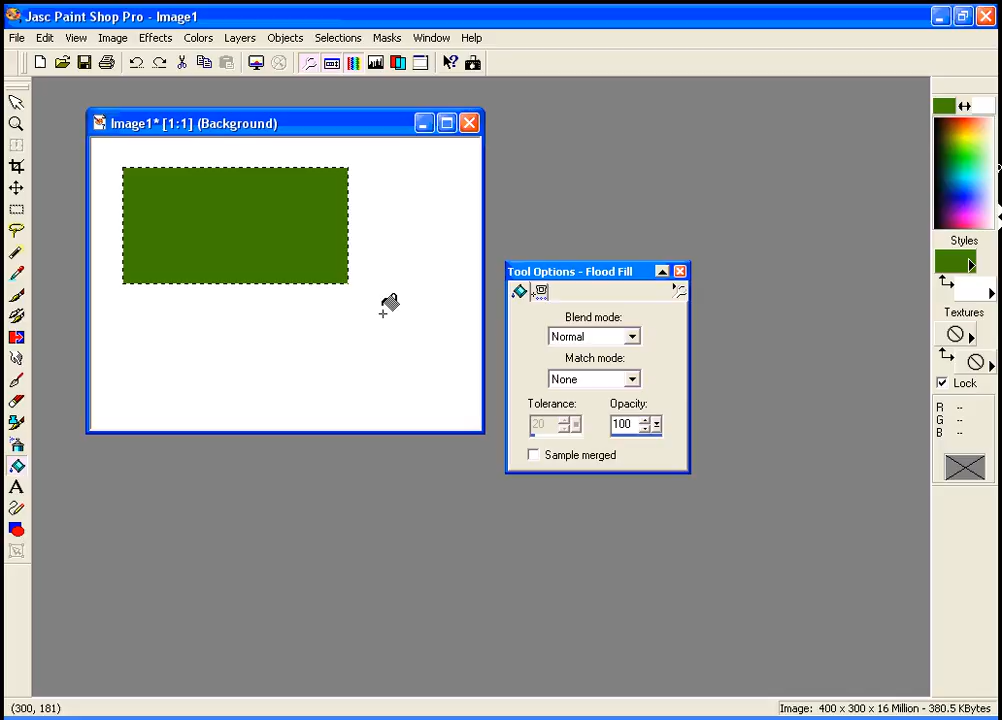 Jasc Paint Shop Pro - Image1
File Edit View Image Effects Colors Layers Objects Selections Masks Window Help
Image1* [1:1] (Background)
Styles
Tool Options - Flood Fill
Textures
Blend mode:
Normal
Match mode:
None
Lock
Tolerance: Opacity:
20 100
R --
G --
B --
Sample merged
A
(300, 181) Image: 400 x 300 x 16 Million - 380.5 KBytes